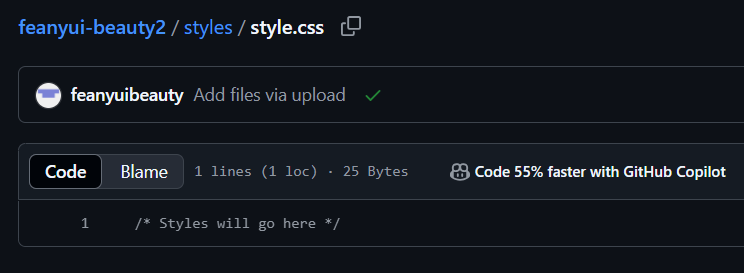 feanyui-beauty2 / styles / style.css
feanyuibeauty Add files via upload
Code Blame 1 lines (1 loc) · 25 Bytes Code 55% faster with GitHub Copilot
1 /* Styles will go here */